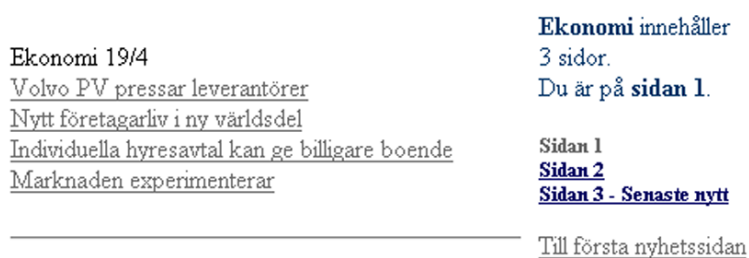 Ekonomi 19/4
Volvo PV pressar leverantörer
Nytt företagarliv i ny världsdel
Individuella hyresavtal kan ge billigare boende
Marknaden experimenterar
Ekonomi innehåller
3 sidor.
Du är på sidan 1.
Sidan 1
Sidan 2
Sidan 3 - Senaste nytt
Till första nyhetssidan